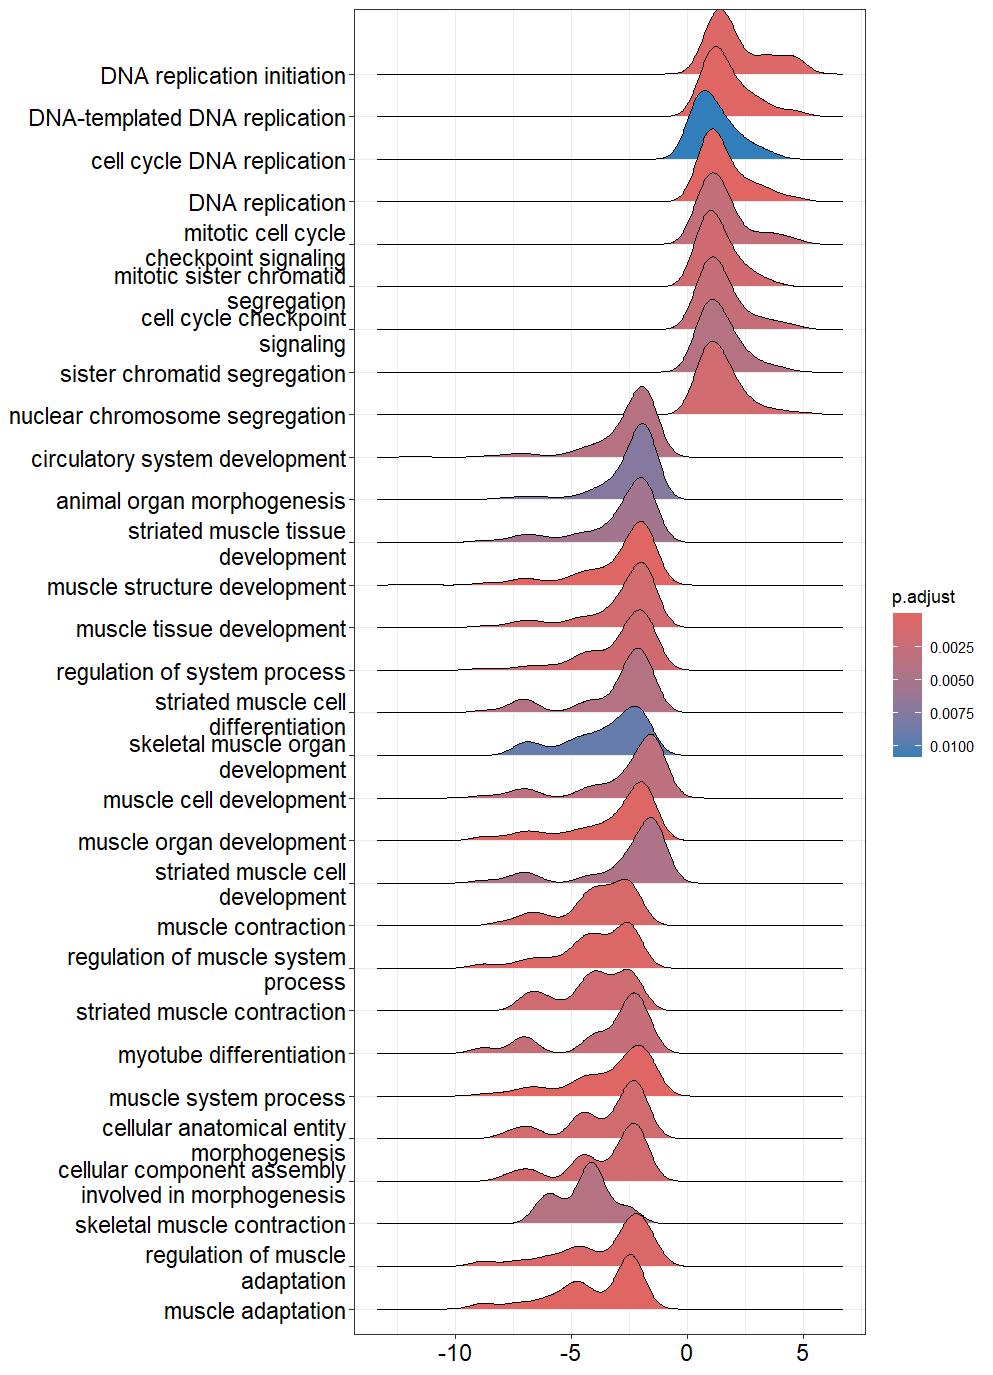 DNA replication initiation
DNA-templated DNA replication
cell cycle DNA replication
DNA replication
mitotic cell cycle
checkpoint signaling
mitotic sister chromatid
segregation
cell cycle checkpoint
signaling
sister chromatid segregation
nuclear chromosome segregation
circulatory system development
animal organ morphogenesis
striated muscle tissue
development
muscle structure development
muscle tissue development
regulation of system process
striated muscle cell
differentiation
skeletal muscle organ
development
muscle cell development
muscle organ development
striated muscle cell
development
muscle contraction
regulation of muscle system
process
striated muscle contraction
myotube differentiation
muscle system process
cellular anatomical entity
morphogenesis
cellular component assembly
involved in morphogenesis
skeletal muscle contraction
regulation of muscle
adaptation
muscle adaptation
-10 -5 0 5
p.adjust
0.0025
0.0050
0.0075
0.0100